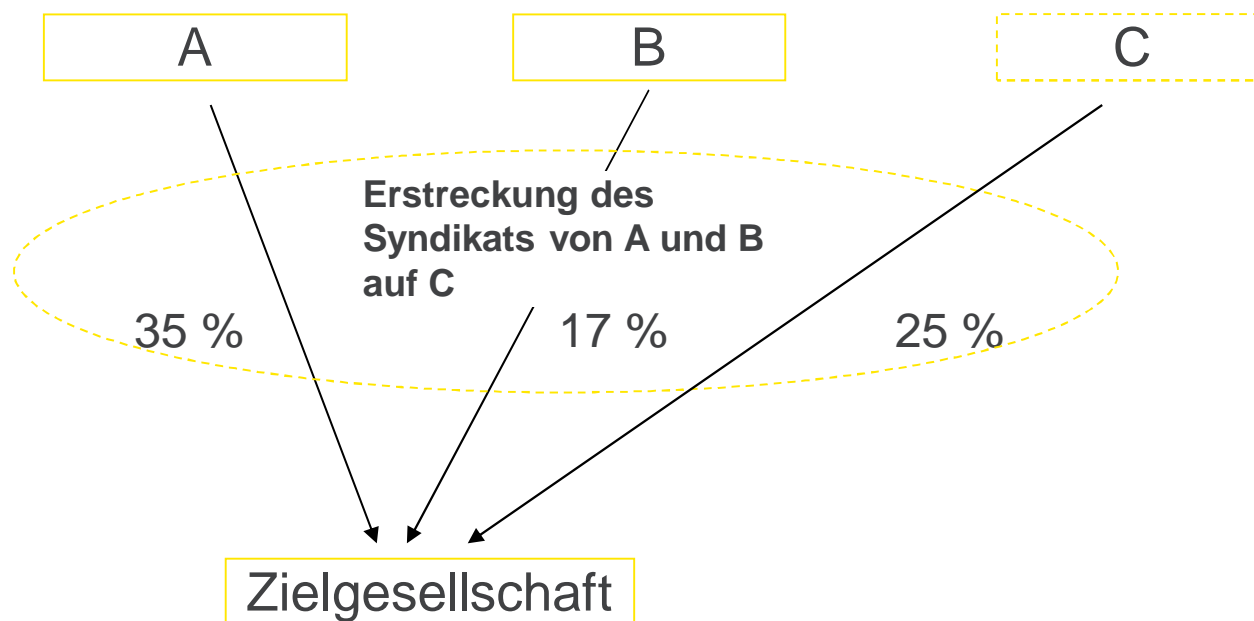 A
B
C
Erstreckung des
Syndikats von A und B
auf C
35 %
17 %
25 %
Zielgesellschaft